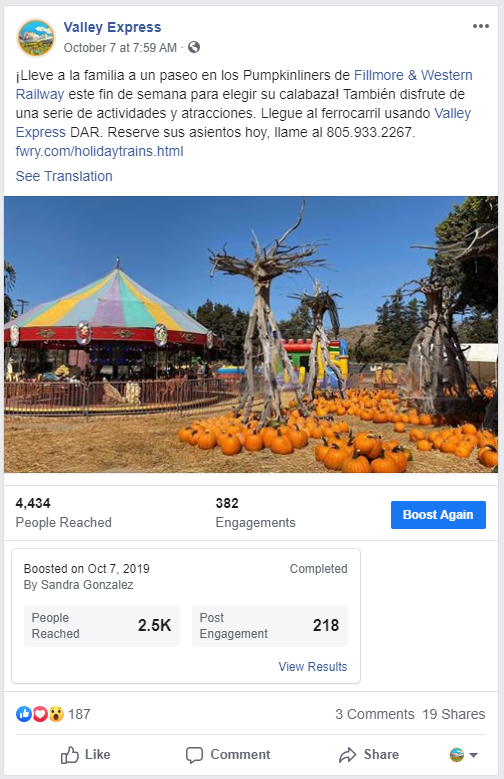 Valley Express
October 7 at 7:59 AM ·
¡Lleve a la familia a un paseo en los Pumpkinliners de Fillmore & Western
Railway este fin de semana para elegir su calabaza! También disfrute de
una serie de actividades y atracciones. Llegue al ferrocarril usando Valley
Express DAR. Reserve sus asientos hoy, llame al 805.933.2267.
fwry.com/holidaytrains.html
See Translation
4,434
People Reached
382
Engagements
Boost Again
Boosted on Oct 7, 2019
Completed
By Sandra Gonzalez
People
Reached
2.5K
Post
Engagement
218
View Results
187
3 Comments 19 Shares
Like
Comment
Share